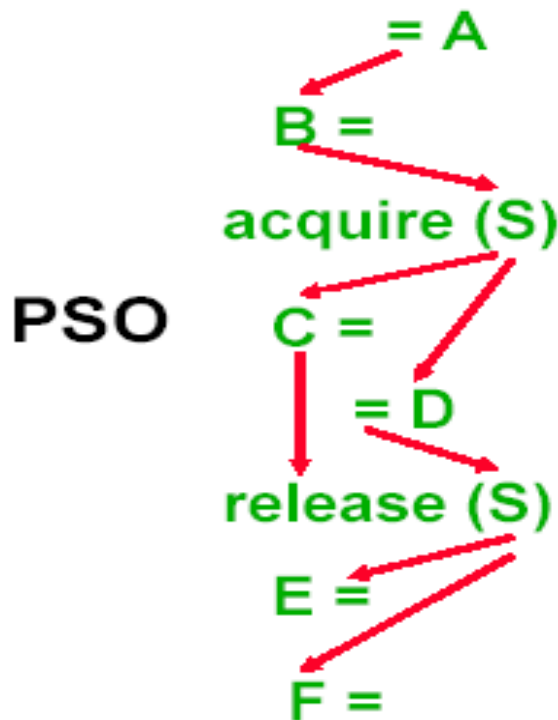 = A
B =
acquire (S)
PSO
C =
= D
release (S)
E =
F =